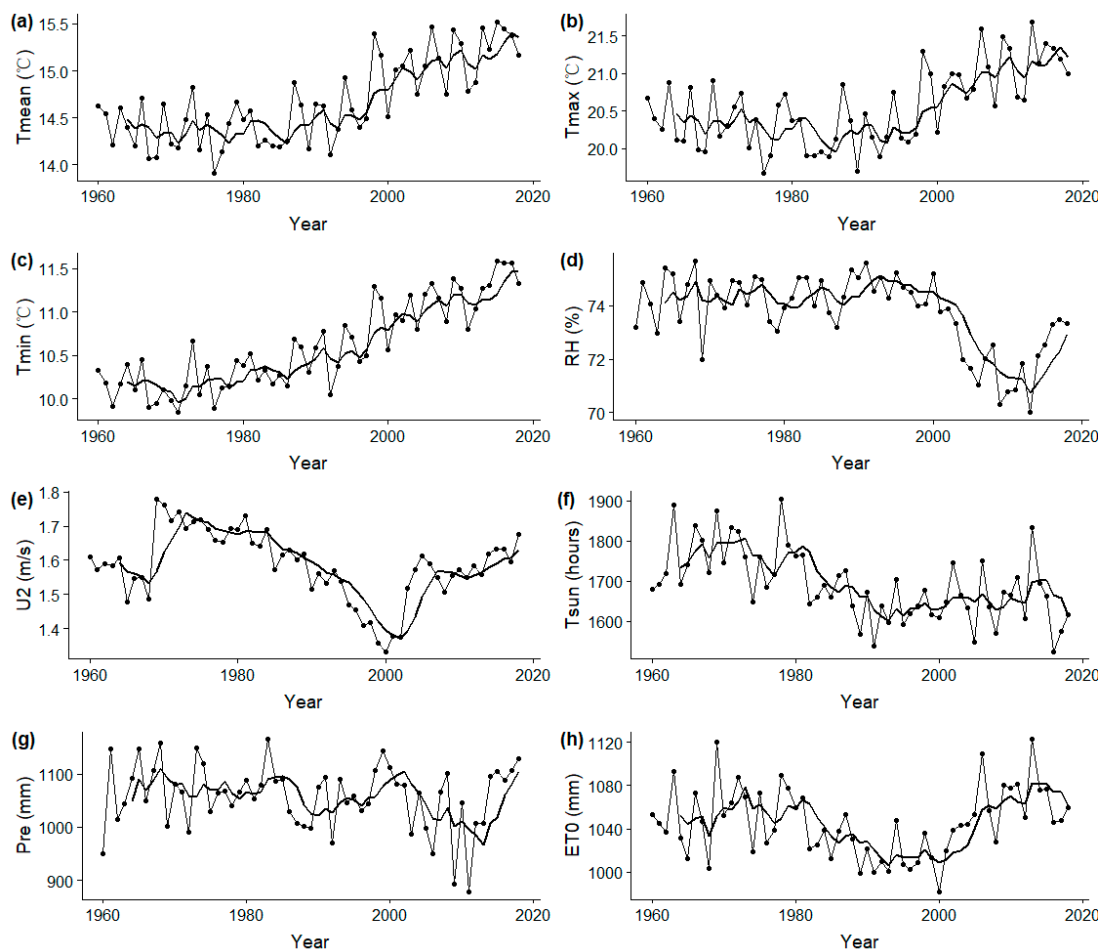 (a)
Tmean (℃)
15.5
15.0
14.5
14.0
1960 1980 2000 2020
Year
(b)
Tmax (℃)
21.5
21.0
20.5
20.0
1960 1980 2000 2020
Year
(c)
Tmin (℃)
11.5
11.0
10.5
10.0
1960 1980 2000 2020
Year
(d)
RH (%)
74
72
70
1960 1980 2000 2020
Year
(e)
U2 (m/s)
1.8
1.7
1.6
1.5
1.4
1960 1980 2000 2020
Year
(f)
Tsun (hours)
1900
1800
1700
1600
1960 1980 2000 2020
Year
(g)
Pre (mm)
1100
1000
900
1960 1980 2000 2020
Year
(h)
ET0 (mm)
1120
1080
1040
1000
1960 1980 2000 2020
Year